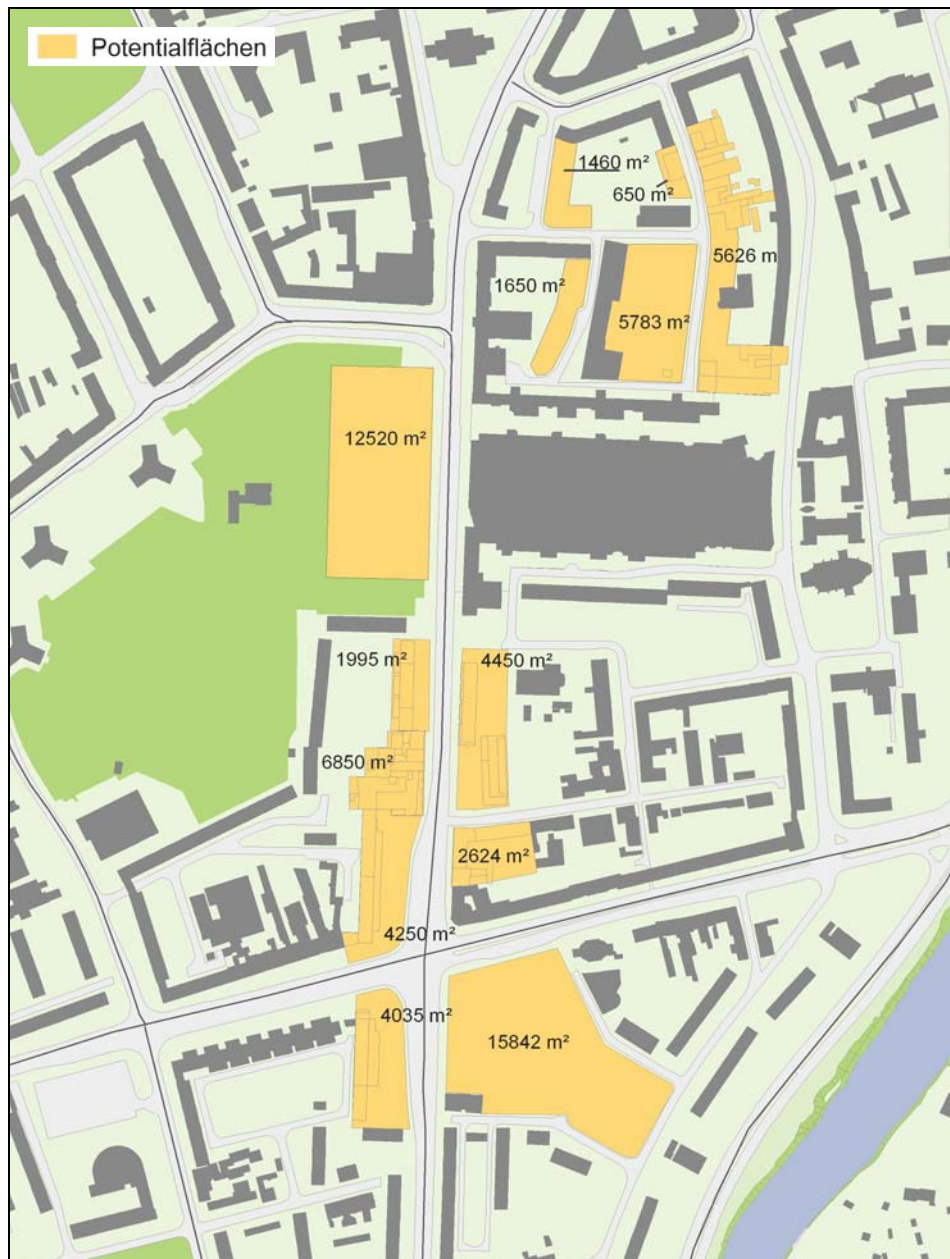 Potentialflächen
1460 m²
650 m²
5626 m
1650 m²
5783 m²
12520 m²
1995 m²
4450 m²
6850 m²
2624 m²
4250 m²
4035 m²
15842 m²